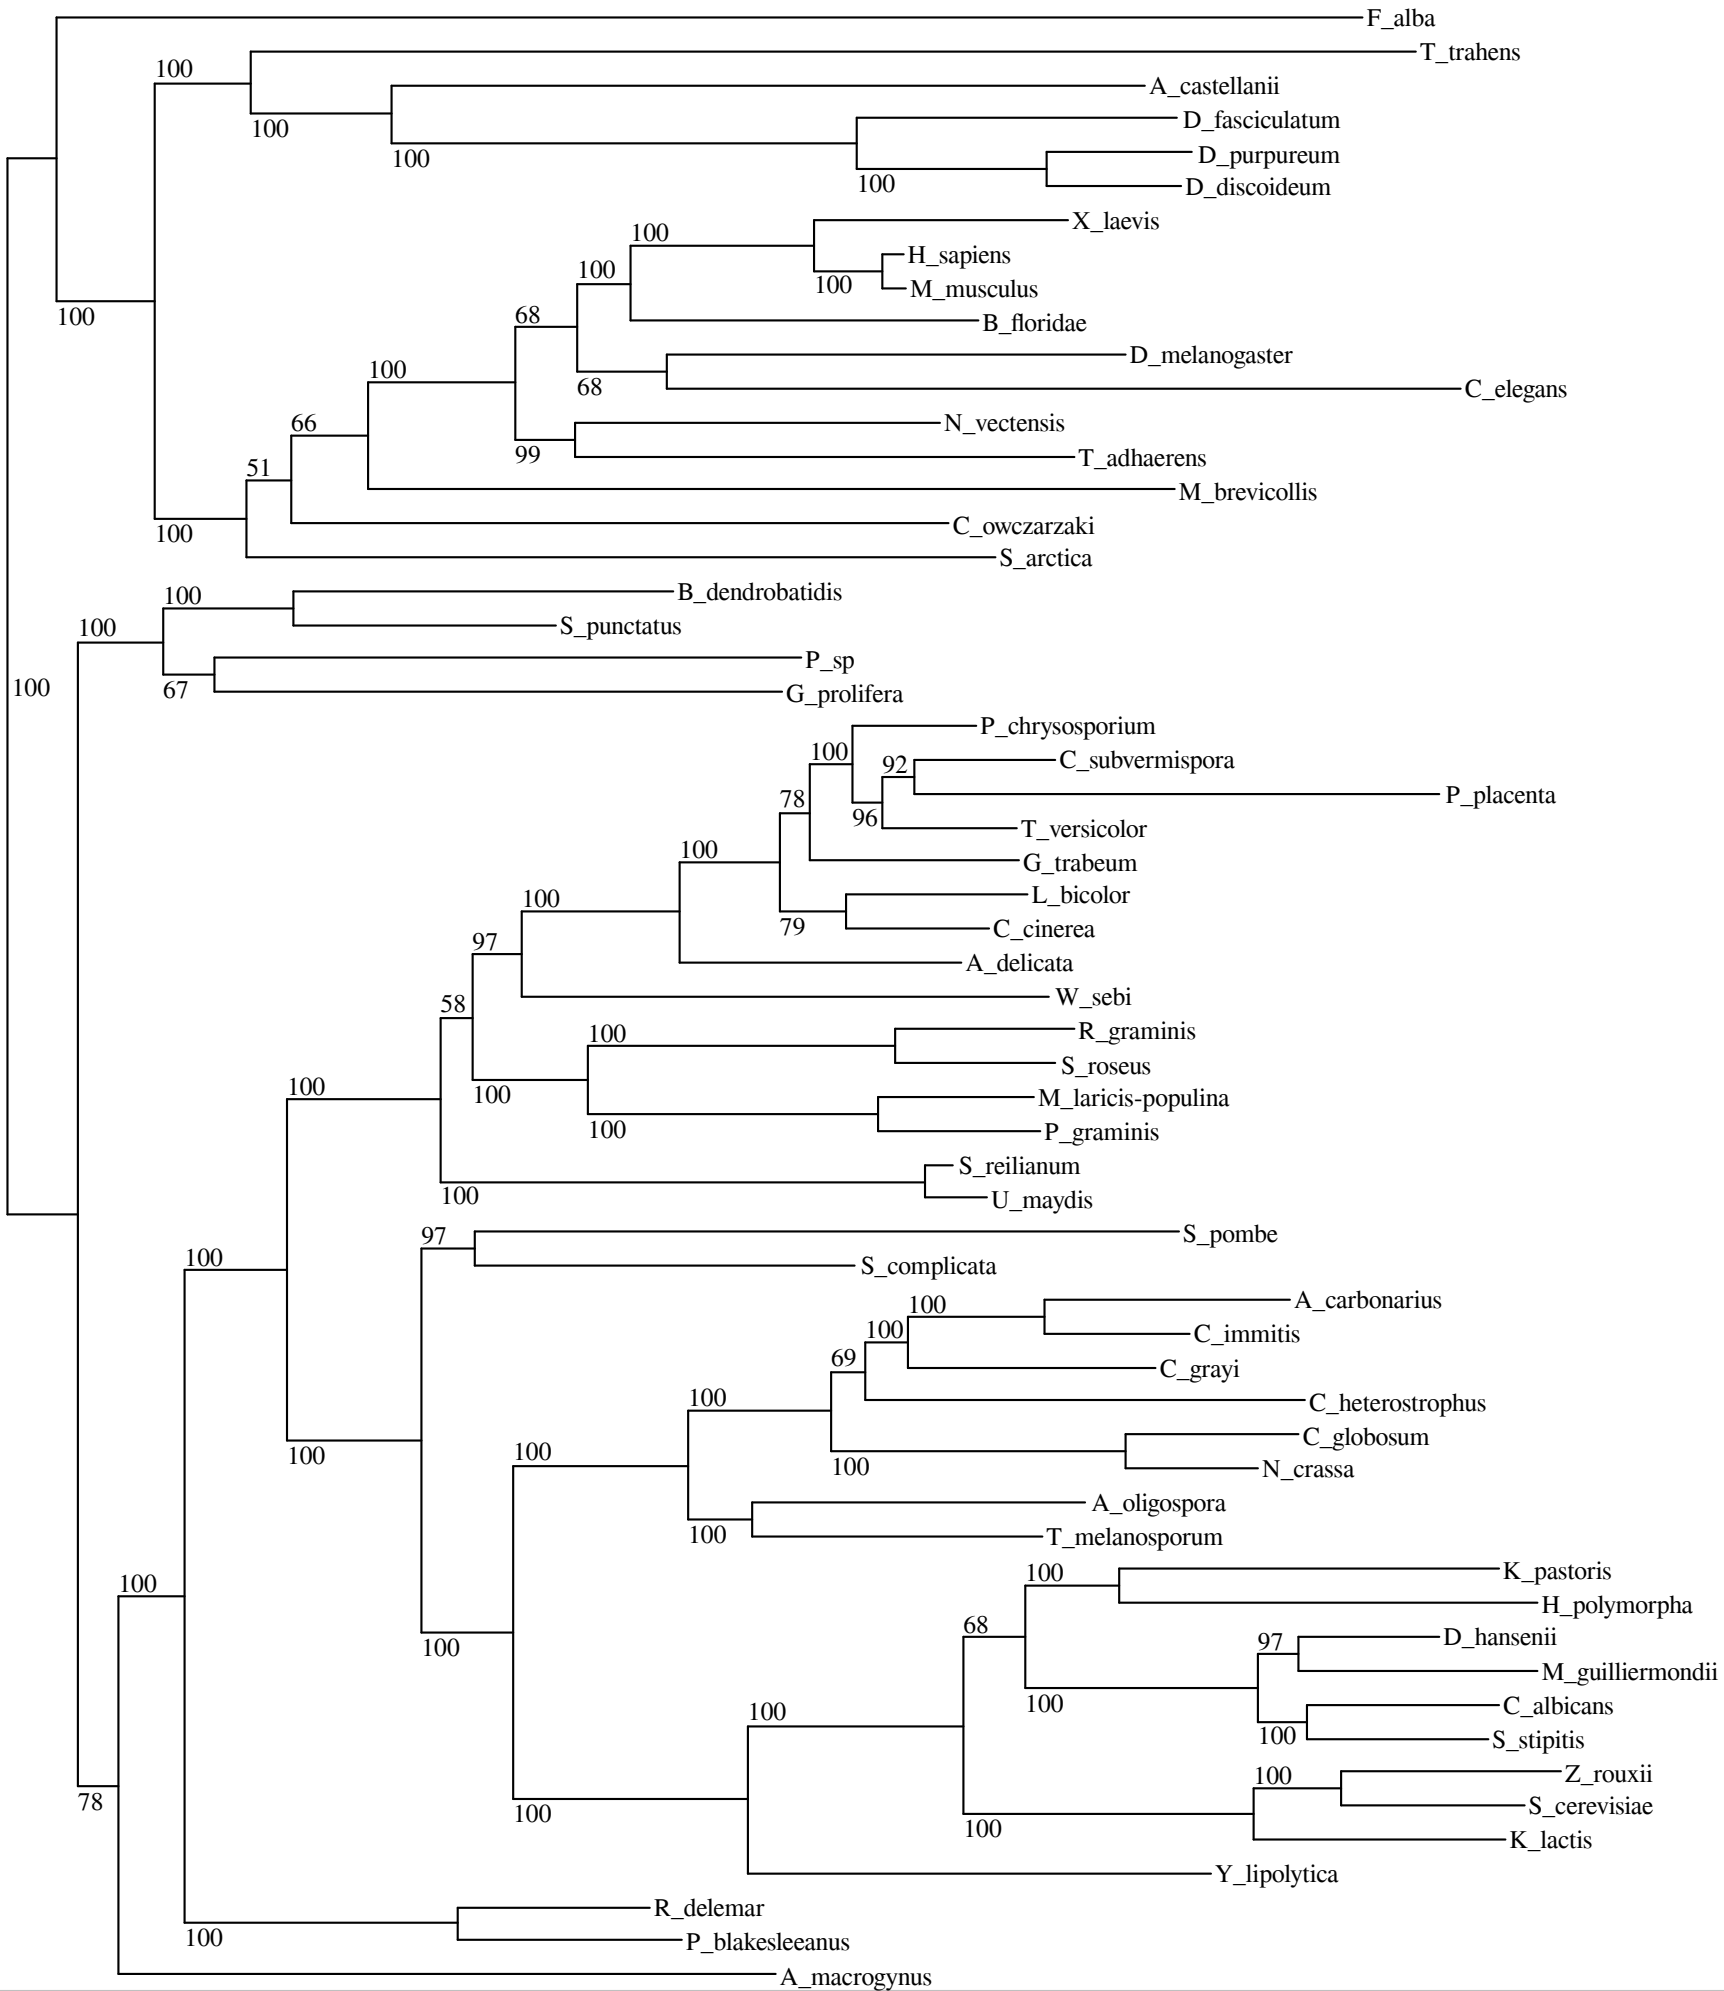 F_alba
T_trahens
100
A_castellanii
D_fasciculatum
100
D_purpureum
100
100
D_discoideum
X_laevis
100
H_sapiens
100
100
M_musculus
68
100
B_floridae
D_melanogaster
100
68
C_elegans
66
N_vectensis
99
T_adhaerens
51
M_brevicollis
100
C_owczarzaki
S_arctica
100
B_dendrobatidis
100
S_punctatus
P_sp
100
67
G_prolifera
P_chrysosporium
100
92
C_subvermispora
P_placenta
78
96
T_versicolor
100
G_trabeum
100
L_bicolor
79
C_cinerea
97
A_delicata
58
W_sebi
100
R_graminis
S_roseus
100
100
M_laricis-populina
100
P_graminis
S_reilianum
100
U_maydis
97
S_pombe
100
S_complicata
100
A_carbonarius
100
C_immitis
69
C_grayi
100
C_heterostrophus
100
100
C_globosum
100
N_crassa
A_oligospora
100
T_melanosporum
100
100
K_pastoris
H_polymorpha
68
97
D_hansenii
100
M_guilliermondii
100
100
C_albicans
100
S_stipitis
100
Z_rouxii
78
100
100
S_cerevisiae
K_lactis
Y_lipolytica
R_delemar
100
P_blakesleeanus
A_macrogynus